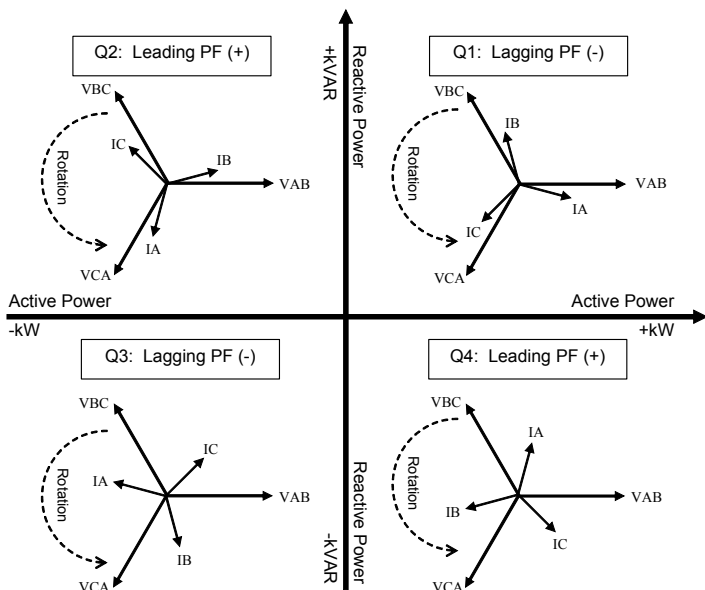 Q2: Leading PF (+)
VBC
IC
IB
VAB
IA
VCA
Rotation
Reactive Power
+kVAR
Q1: Lagging PF (-)
VBC
IB
VAB
IA
IC
VCA
Rotation
Active Power
-kW
Active Power
+kW
Q3: Lagging PF (-)
VBC
IC
IA
VAB
IB
VCA
Rotation
Reactive Power
-kVAR
Q4: Leading PF (+)
VBC
IA
VAB
IB
IC
VCA
Rotation